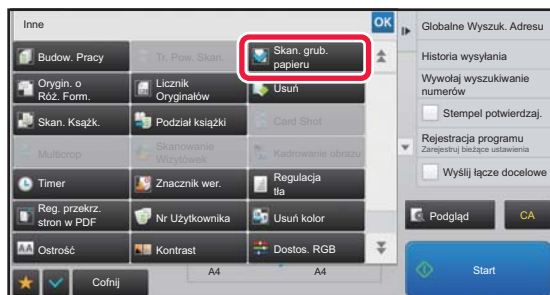 Inne
OK
Budow. Pracy
Tr. Pow. Skan.
Skan. grub.
papieru
Orygin. o
Róż. Form.
Licznik
Oryginałów
Usuń
Skan. Książk.
Podział książki
Card Shot
Multicrop
Skanowanie
Wizytówek
Kadrowanie obrazu
Timer
Znacznik wer.
Regulacja
tła
Reg. przekrz.
stron w PDF
Nr Użytkownika
Usuń kolor
AA Ostrość
Kontrast
Dostos. RGB
Cofnij
A4
A4
Globalne Wyszuk. Adresu
Historia wysyłania
Wywołaj wyszukiwanie
numerów
Stempel potwierdzaj.
Rejestracja programu
Zarejestruj bieżące ustawienia
Wyślij łącze docelowe
Podgląd
CA
Start